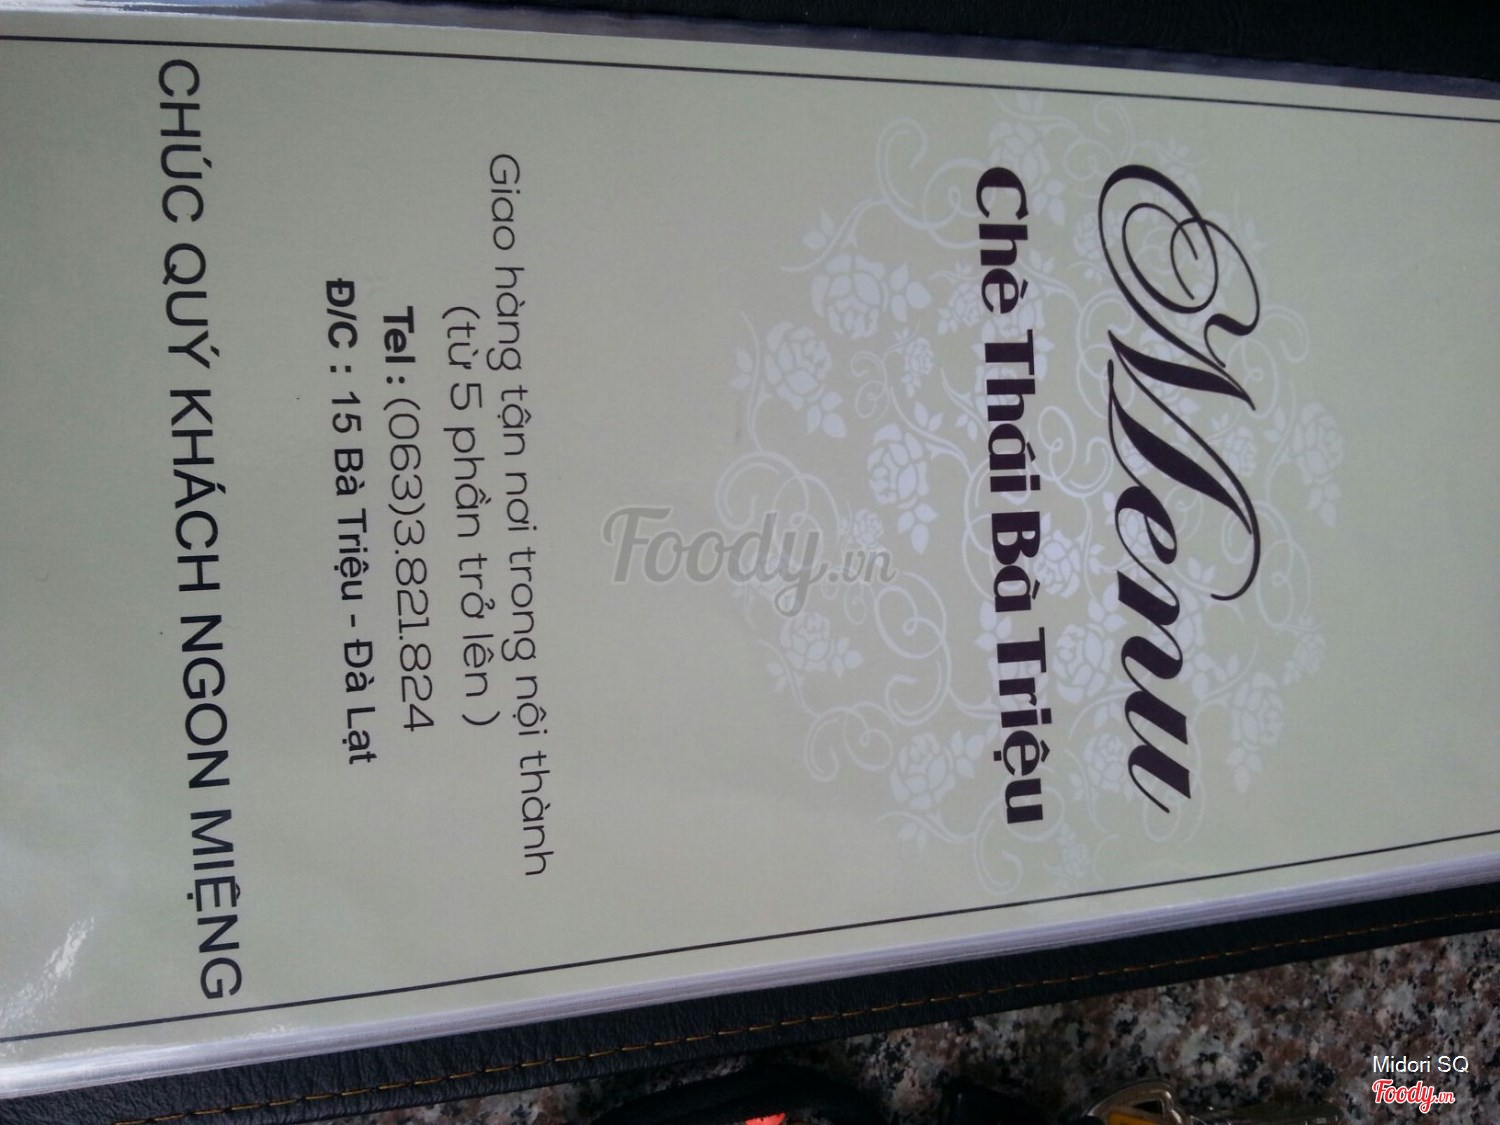 Menu
Chè Thái Bà Triệu
Giao hàng tận nơi trong nội thành
(từ 5 phần trở lên )
Tel : (063)3.821.824
Đ/C : 15 Bà Triệu - Đà Lạt
CHÚC QUÝ KHÁCH NGON MIỆNG
Foody.vn
Midori SQ
Foody.vn